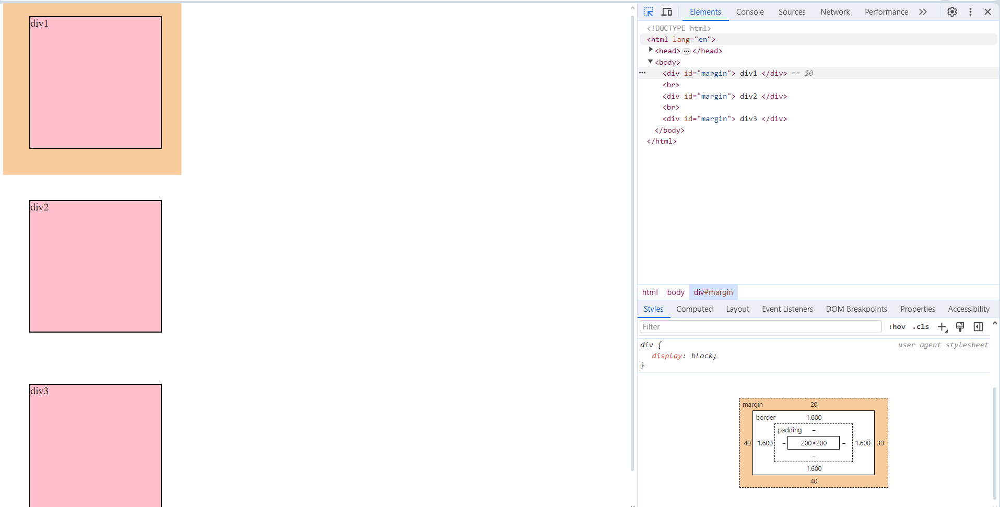 div1
div2
div3
Elements Console Sources Network Performance
<!DOCTYPE html>
<html lang="en">
<head> ••• </head>
<body>
••• <div id="margin"> div1 </div> == $0
<br>
<div id="margin"> div2 </div>
<br>
<div id="margin"> div3 </div>
</body>
</html>
html body div#margin
Styles Computed Layout Event Listeners DOM Breakpoints Properties Accessibility
Filter :hov .cls
div { user agent stylesheet
display: block;
}
margin 20
border 1.600
padding –
40 1.600 – 200×200 – 1.600 30
–
1.600
40